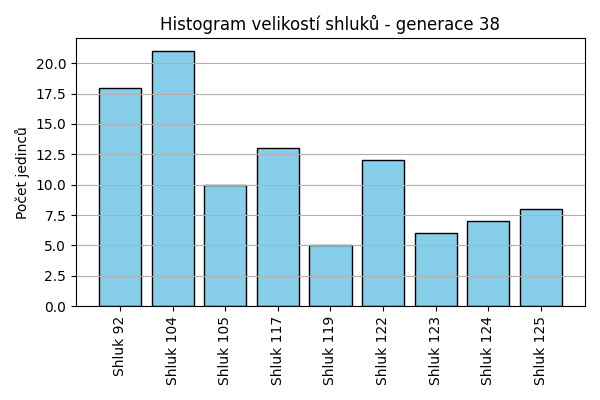 Histogram velikostí shluků - generace 38
Počet jedinců
20.0
17.5
15.0
12.5
10.0
7.5
5.0
2.5
0.0
Shluk 92
Shluk 104
Shluk 105
Shluk 117
Shluk 119
Shluk 122
Shluk 123
Shluk 124
Shluk 125